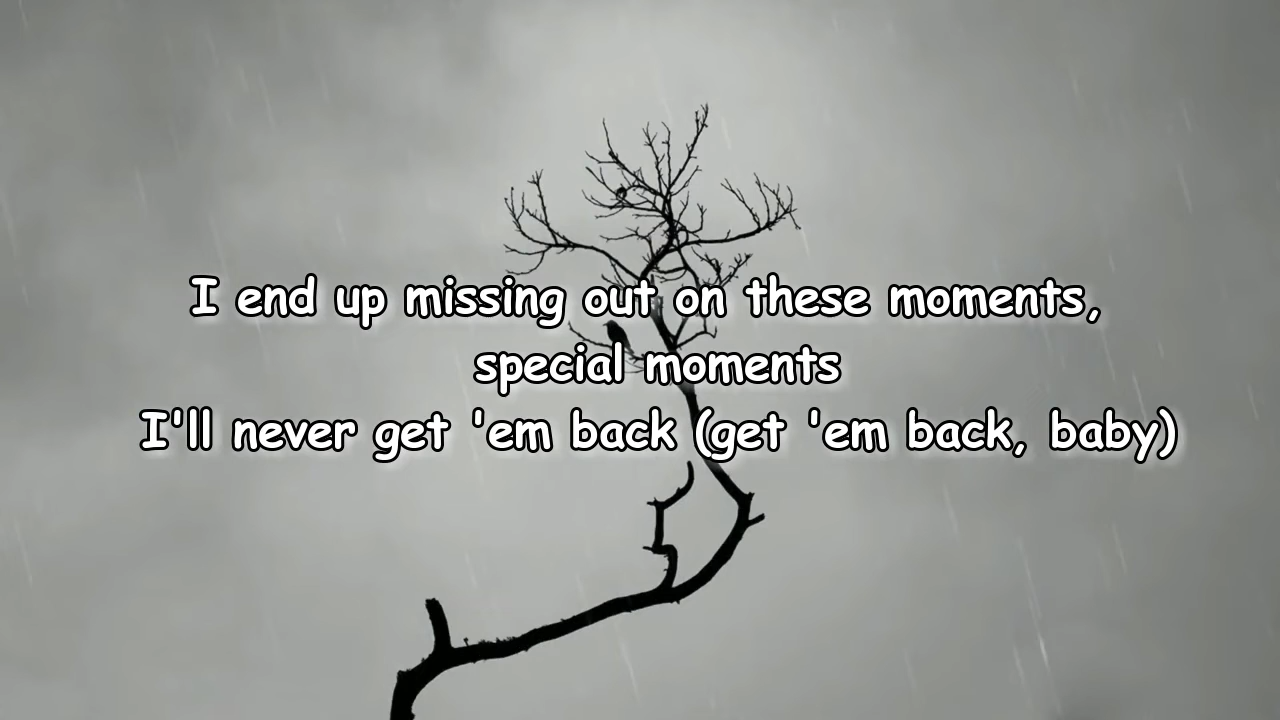 I end up missing out on these moments,
special moments
I'll never get 'em back (get 'em back, baby)